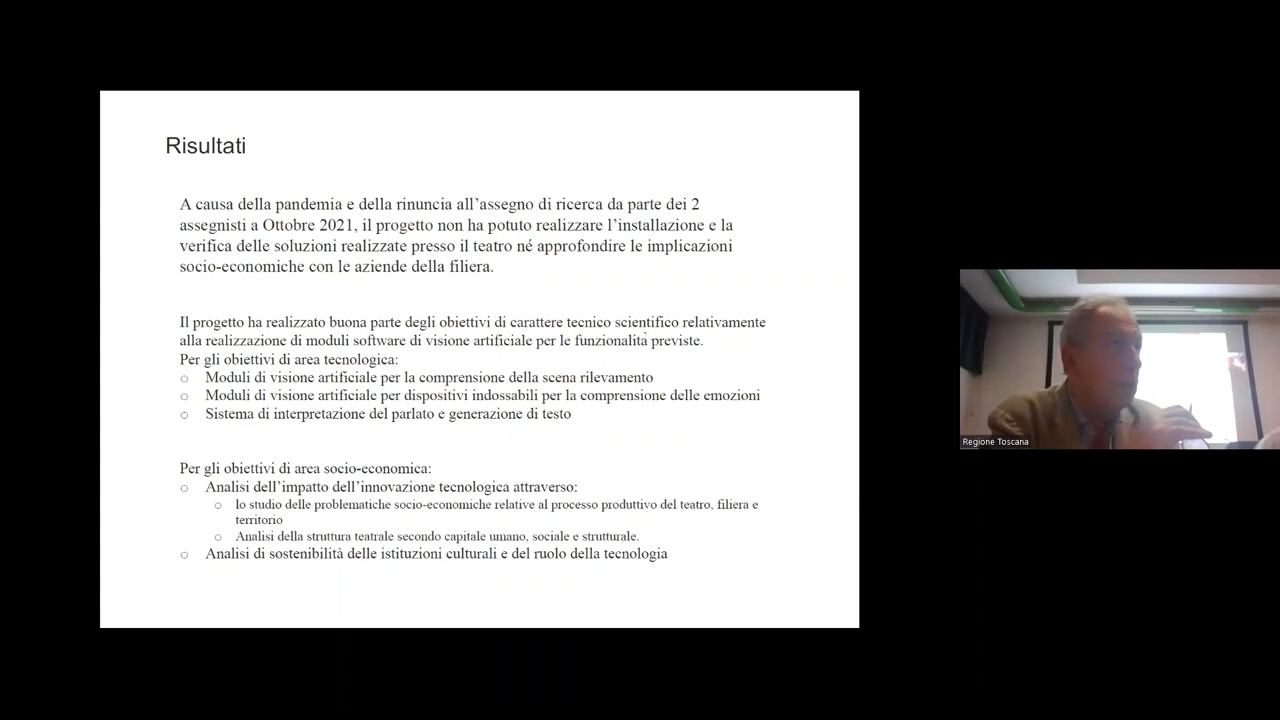 Risultati
A causa della pandemia e della rinuncia all’assegno di ricerca da parte dei 2
assegnisti a Ottobre 2021, il progetto non ha potuto realizzare l’installazione e la
verifica delle soluzioni realizzate presso il teatro né approfondire le implicazioni
socio-economiche con le aziende della filiera.
Il progetto ha realizzato buona parte degli obiettivi di carattere tecnico scientifico relativamente
alla realizzazione di moduli software di visione artificiale per le funzionalità previste.
Per gli obiettivi di area tecnologica:
○ Moduli di visione artificiale per la comprensione della scena rilevamento
○ Moduli di visione artificiale per dispositivi indossabili per la comprensione delle emozioni
○ Sistema di interpretazione del parlato e generazione di testo
Per gli obiettivi di area socio-economica:
○ Analisi dell’impatto dell’innovazione tecnologica attraverso:
○ lo studio delle problematiche socio-economiche relative al processo produttivo del teatro, filiera e
territorio
○ Analisi della struttura teatrale secondo capitale umano, sociale e strutturale.
○ Analisi di sostenibilità delle istituzioni culturali e del ruolo della tecnologia
Regione Toscana